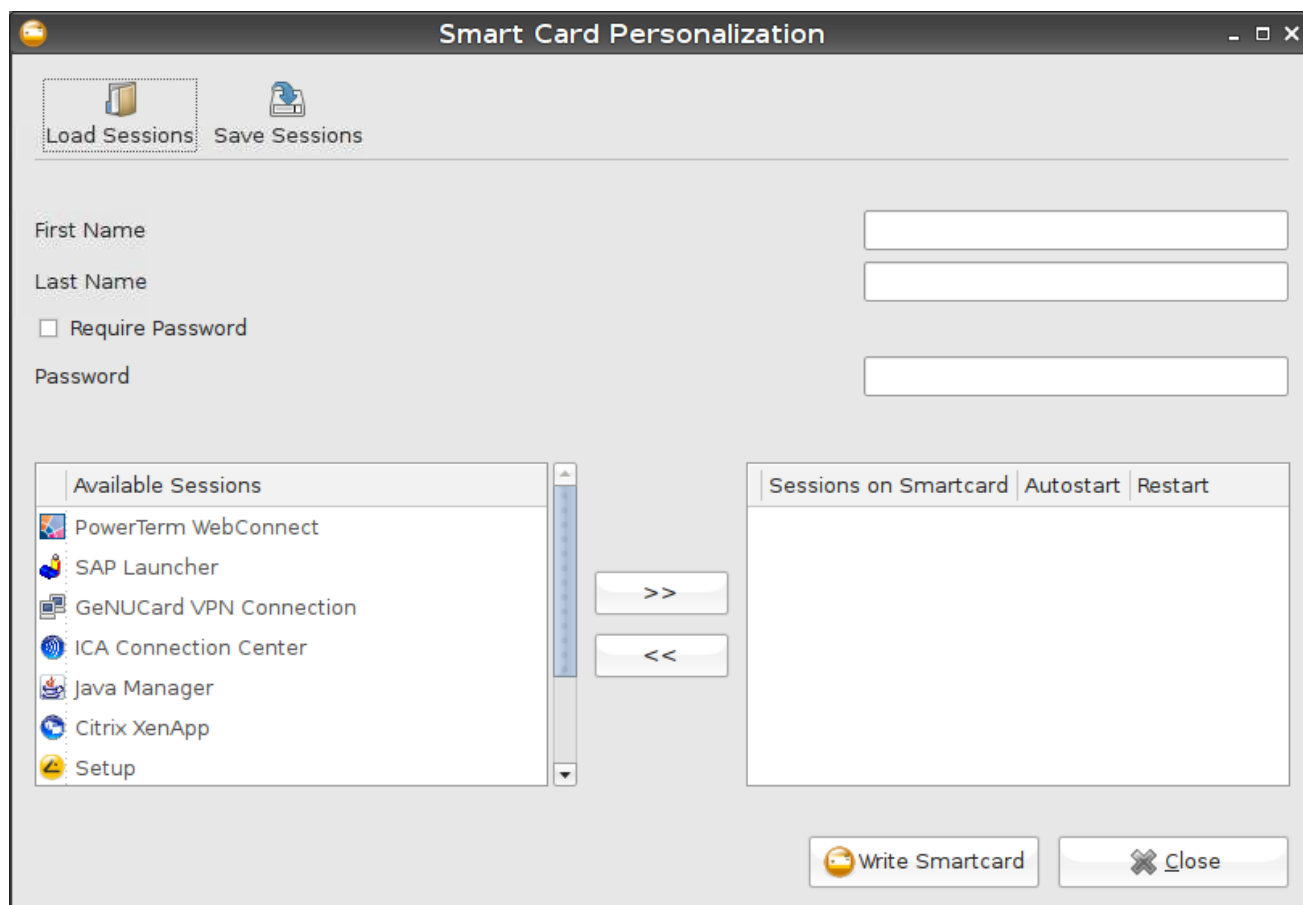 Smart Card Personalization
Load Sessions Save Sessions
First Name
Last Name
Require Password
Password
Available Sessions
PowerTerm WebConnect
SAP Launcher
GeNUCard VPN Connection
ICA Connection Center
Java Manager
Citrix XenApp
Setup
>>
<<
Sessions on Smartcard Autostart Restart
Write Smartcard Close